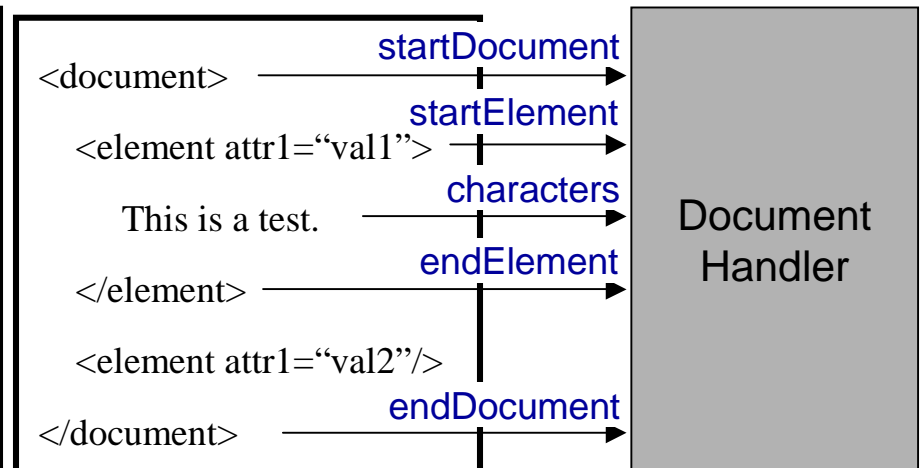 startDocument
<document>
startElement
<element attr1=“val1”>
characters
This is a test.
endElement
</element>
<element attr1=“val2”/>
endDocument
</document>
Document
Handler